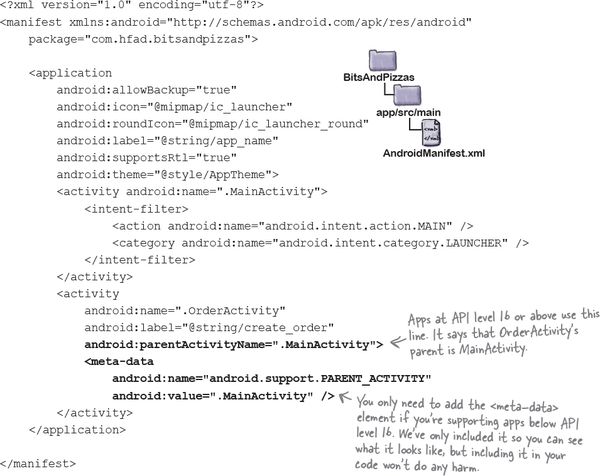 <?xml version="1.0" encoding="utf-8"?>
<manifest xmlns:android="http://schemas.android.com/apk/res/android"
    package="com.hfad.bitsandpizzas">
    <application
        android:allowBackup="true"
        android:icon="@mipmap/ic_launcher"
        android:roundIcon="@mipmap/ic_launcher_round"
        android:label="@string/app_name"
        android:supportsRtl="true"
        android:theme="@style/AppTheme">
        <activity android:name=".MainActivity">
            <intent-filter>
                <action android:name="android.intent.action.MAIN" />
                <category android:name="android.intent.category.LAUNCHER" />
            </intent-filter>
        </activity>
        <activity
            android:name=".OrderActivity"
            android:label="@string/create_order"
            android:parentActivityName=".MainActivity">
            <meta-data
                android:name="android.support.PARENT_ACTIVITY"
                android:value=".MainActivity" />
        </activity>
    </application>
</manifest>
BitsAndPizzas
app/src/main
<xml>
</xml>
AndroidManifest.xml
Apps at API level 16 or above use this
line. It says that OrderActivity's
parent is MainActivity.
You only need to add the <meta-data>
element if you're supporting apps below API
level 16. We've only included it so you can see
what it looks like, but including it in your
code won't do any harm.